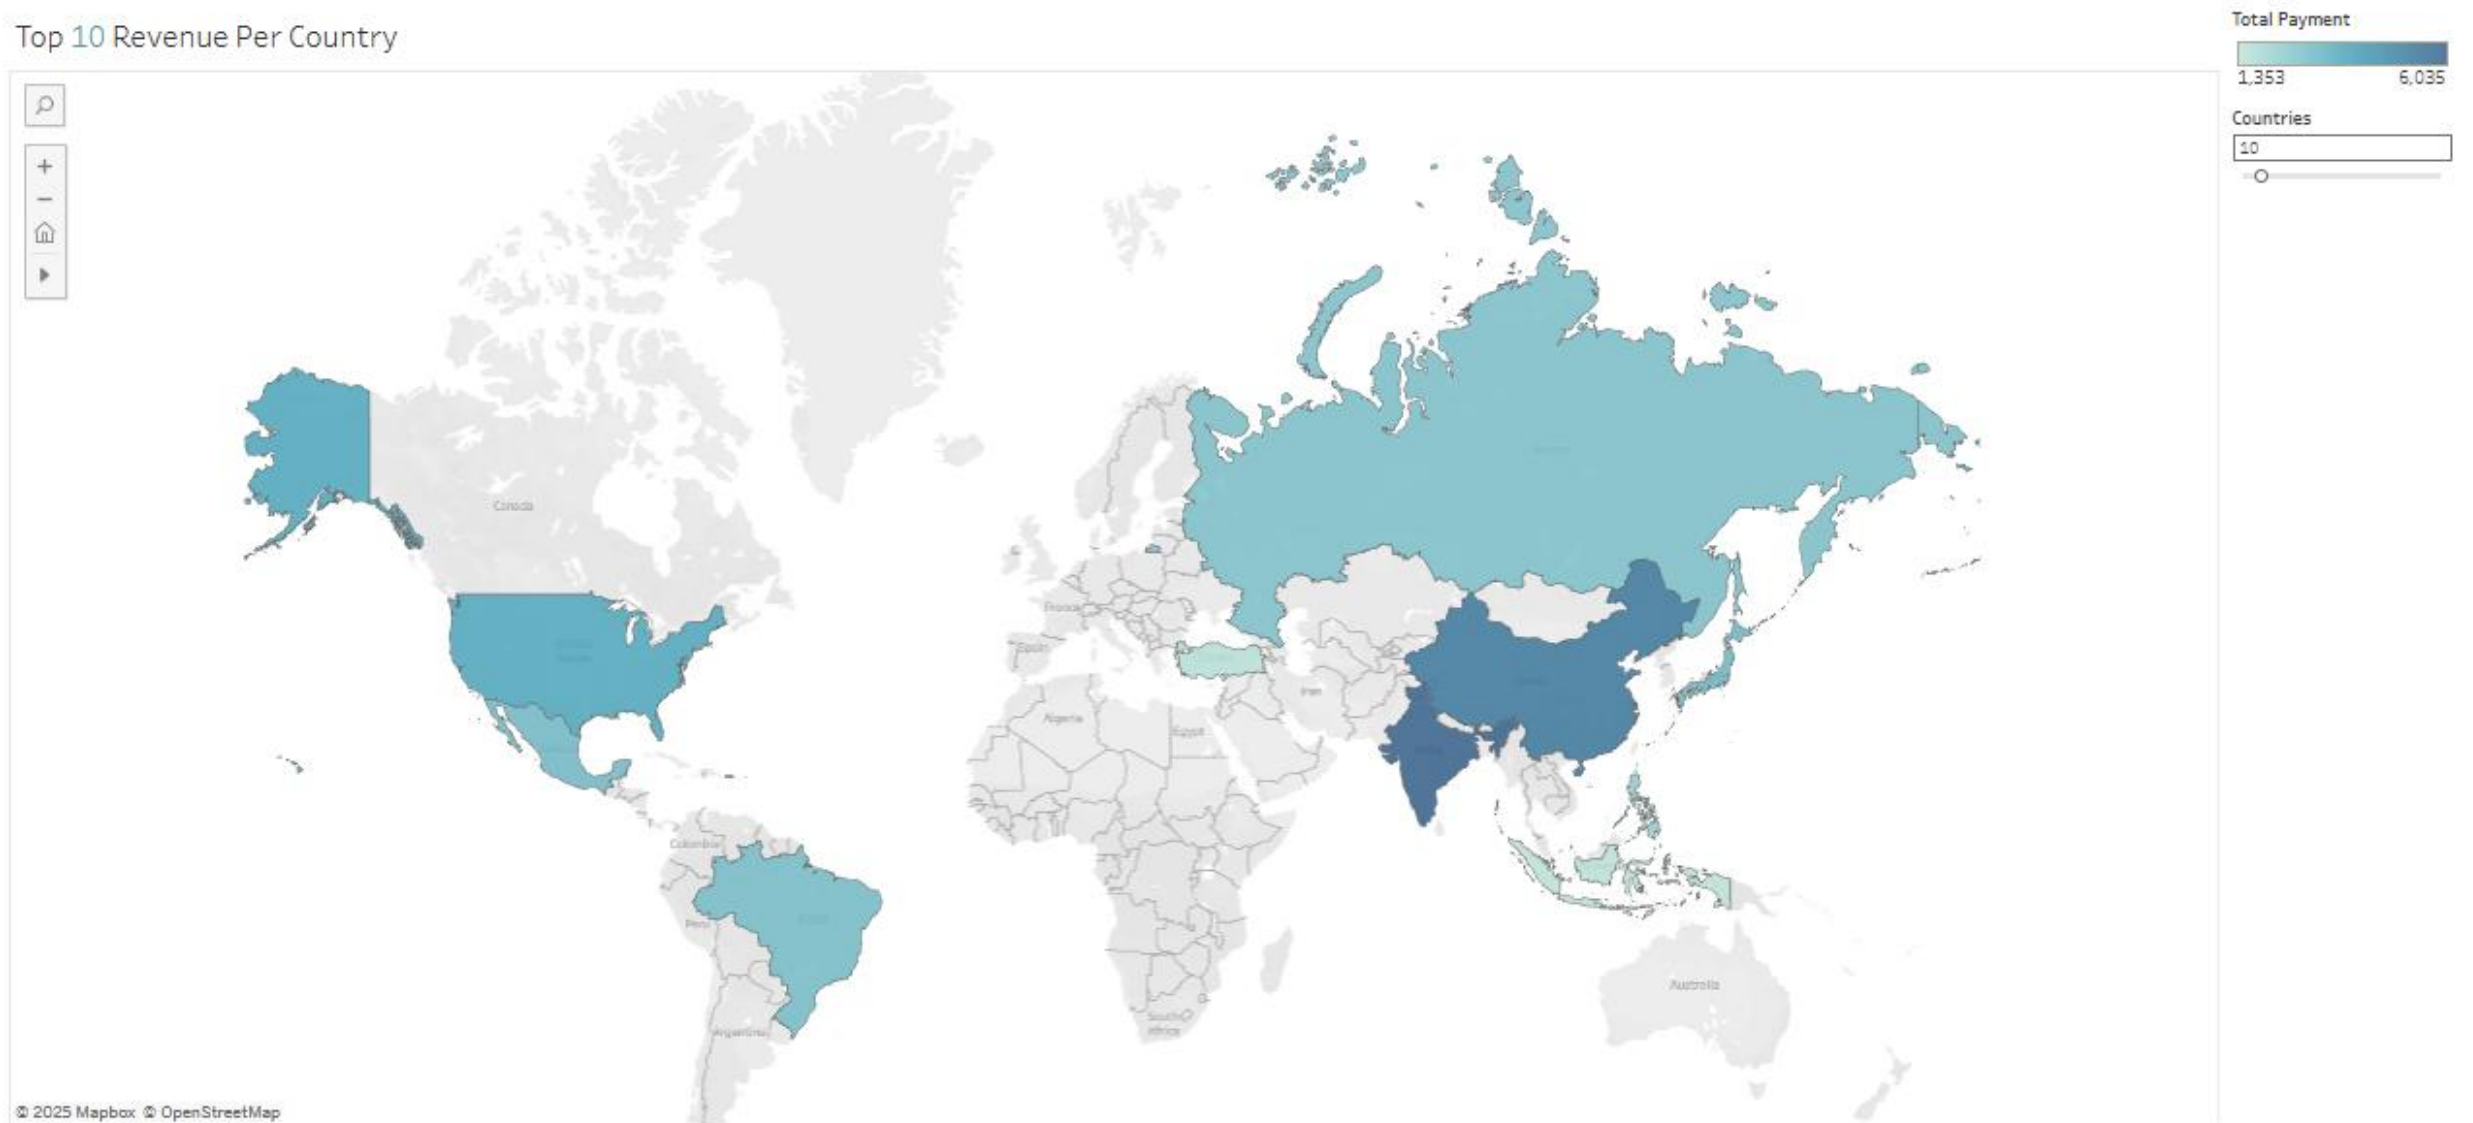 Top 10 Revenue Per Country
Total Payment
1,353 6,035
Countries
10
Canada
France
Spain
Iran
Algeria
Egypt
Colombia
Peru
Australia
South
Africa
Argentina
© 2025 Mapbox © OpenStreetMap